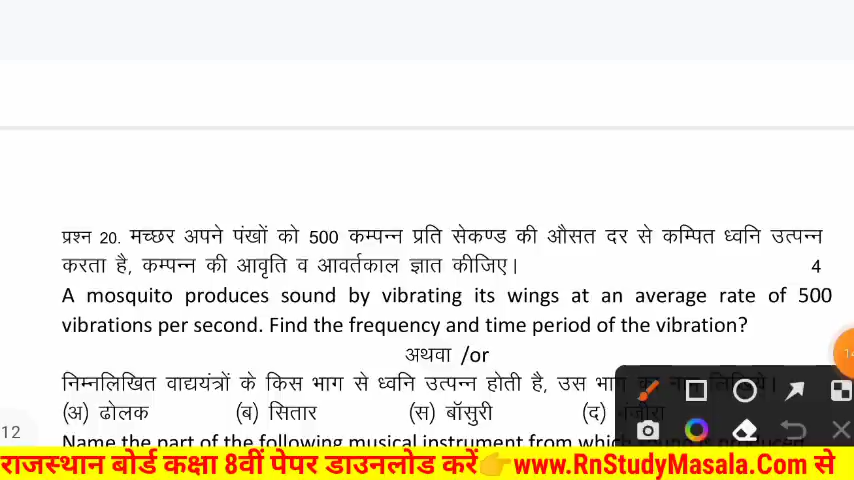 प्रश्न 20. मच्छर अपने पंखों को 500 कम्पन्न प्रति सेकण्ड की औसत दर से कम्पित ध्वनि उत्पन्न
करता है, कम्पन्न की आवृति व आवर्तकाल ज्ञात कीजिए।
4
A mosquito produces sound by vibrating its wings at an average rate of 500
vibrations per second. Find the frequency and time period of the vibration?
अथवा /or
निम्नलिखित वाद्ययंत्रों के किस भाग से ध्वनि उत्पन्न होती है, उस भाग का नाम लिखिये।
(अ) ढोलक (ब) सितार (स) बॉसुरी (द) मंजीरा
12
Name the part of the following musical instrument from which sound is produced
राजस्थान बोर्ड कक्षा 8वीं पेपर डाउनलोड करें👉www.RnStudyMasala.Com से